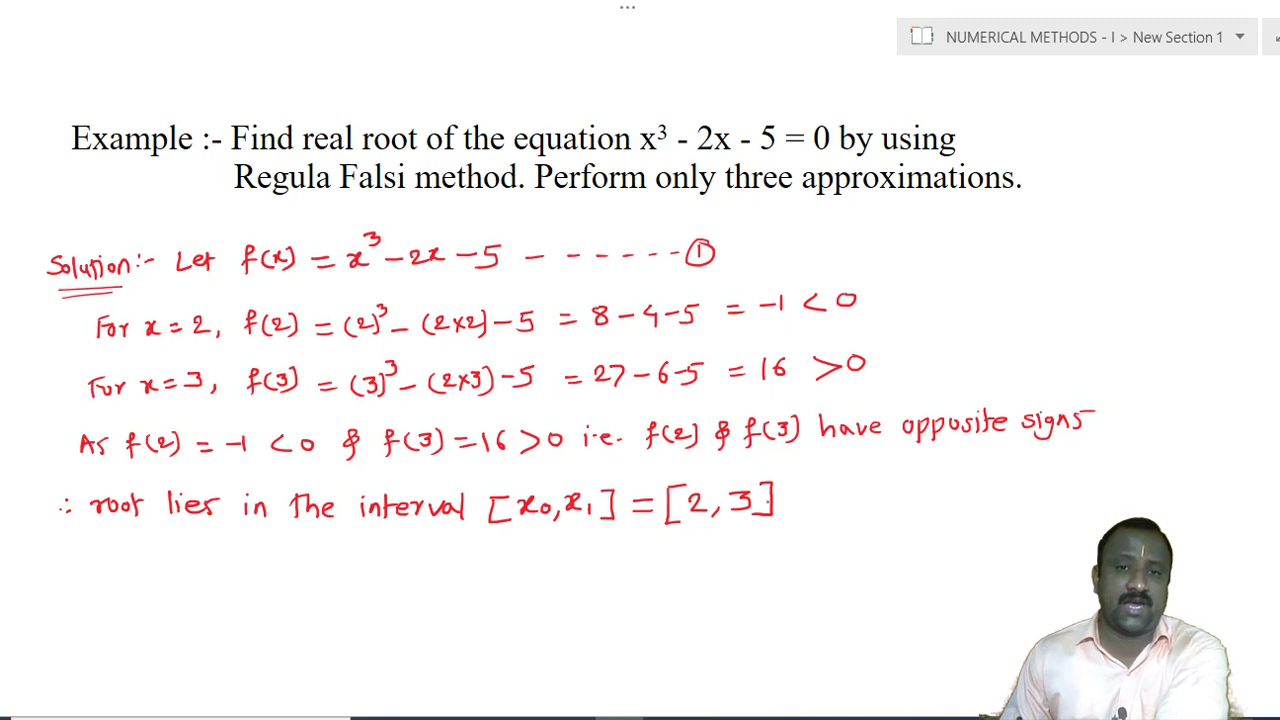 ...
NUMERICAL METHODS - I > New Section 1
Example :- Find real root of the equation x³ - 2x - 5 = 0 by using
Regula Falsi method. Perform only three approximations.
Solution:- Let f(x) = x³ - 2x - 5 - - - - - - - ①
For x = 2, f(2) = (2)³ - (2×2) - 5 = 8 - 4 - 5 = -1 < 0
For x = 3, f(3) = (3)³ - (2×3) - 5 = 27 - 6 - 5 = 16 > 0
As f(2) = -1 < 0 & f(3) = 16 > 0 i.e. f(2) & f(3) have opposite signs
∴ root lies in the interval [x₀, x₁] = [2, 3]